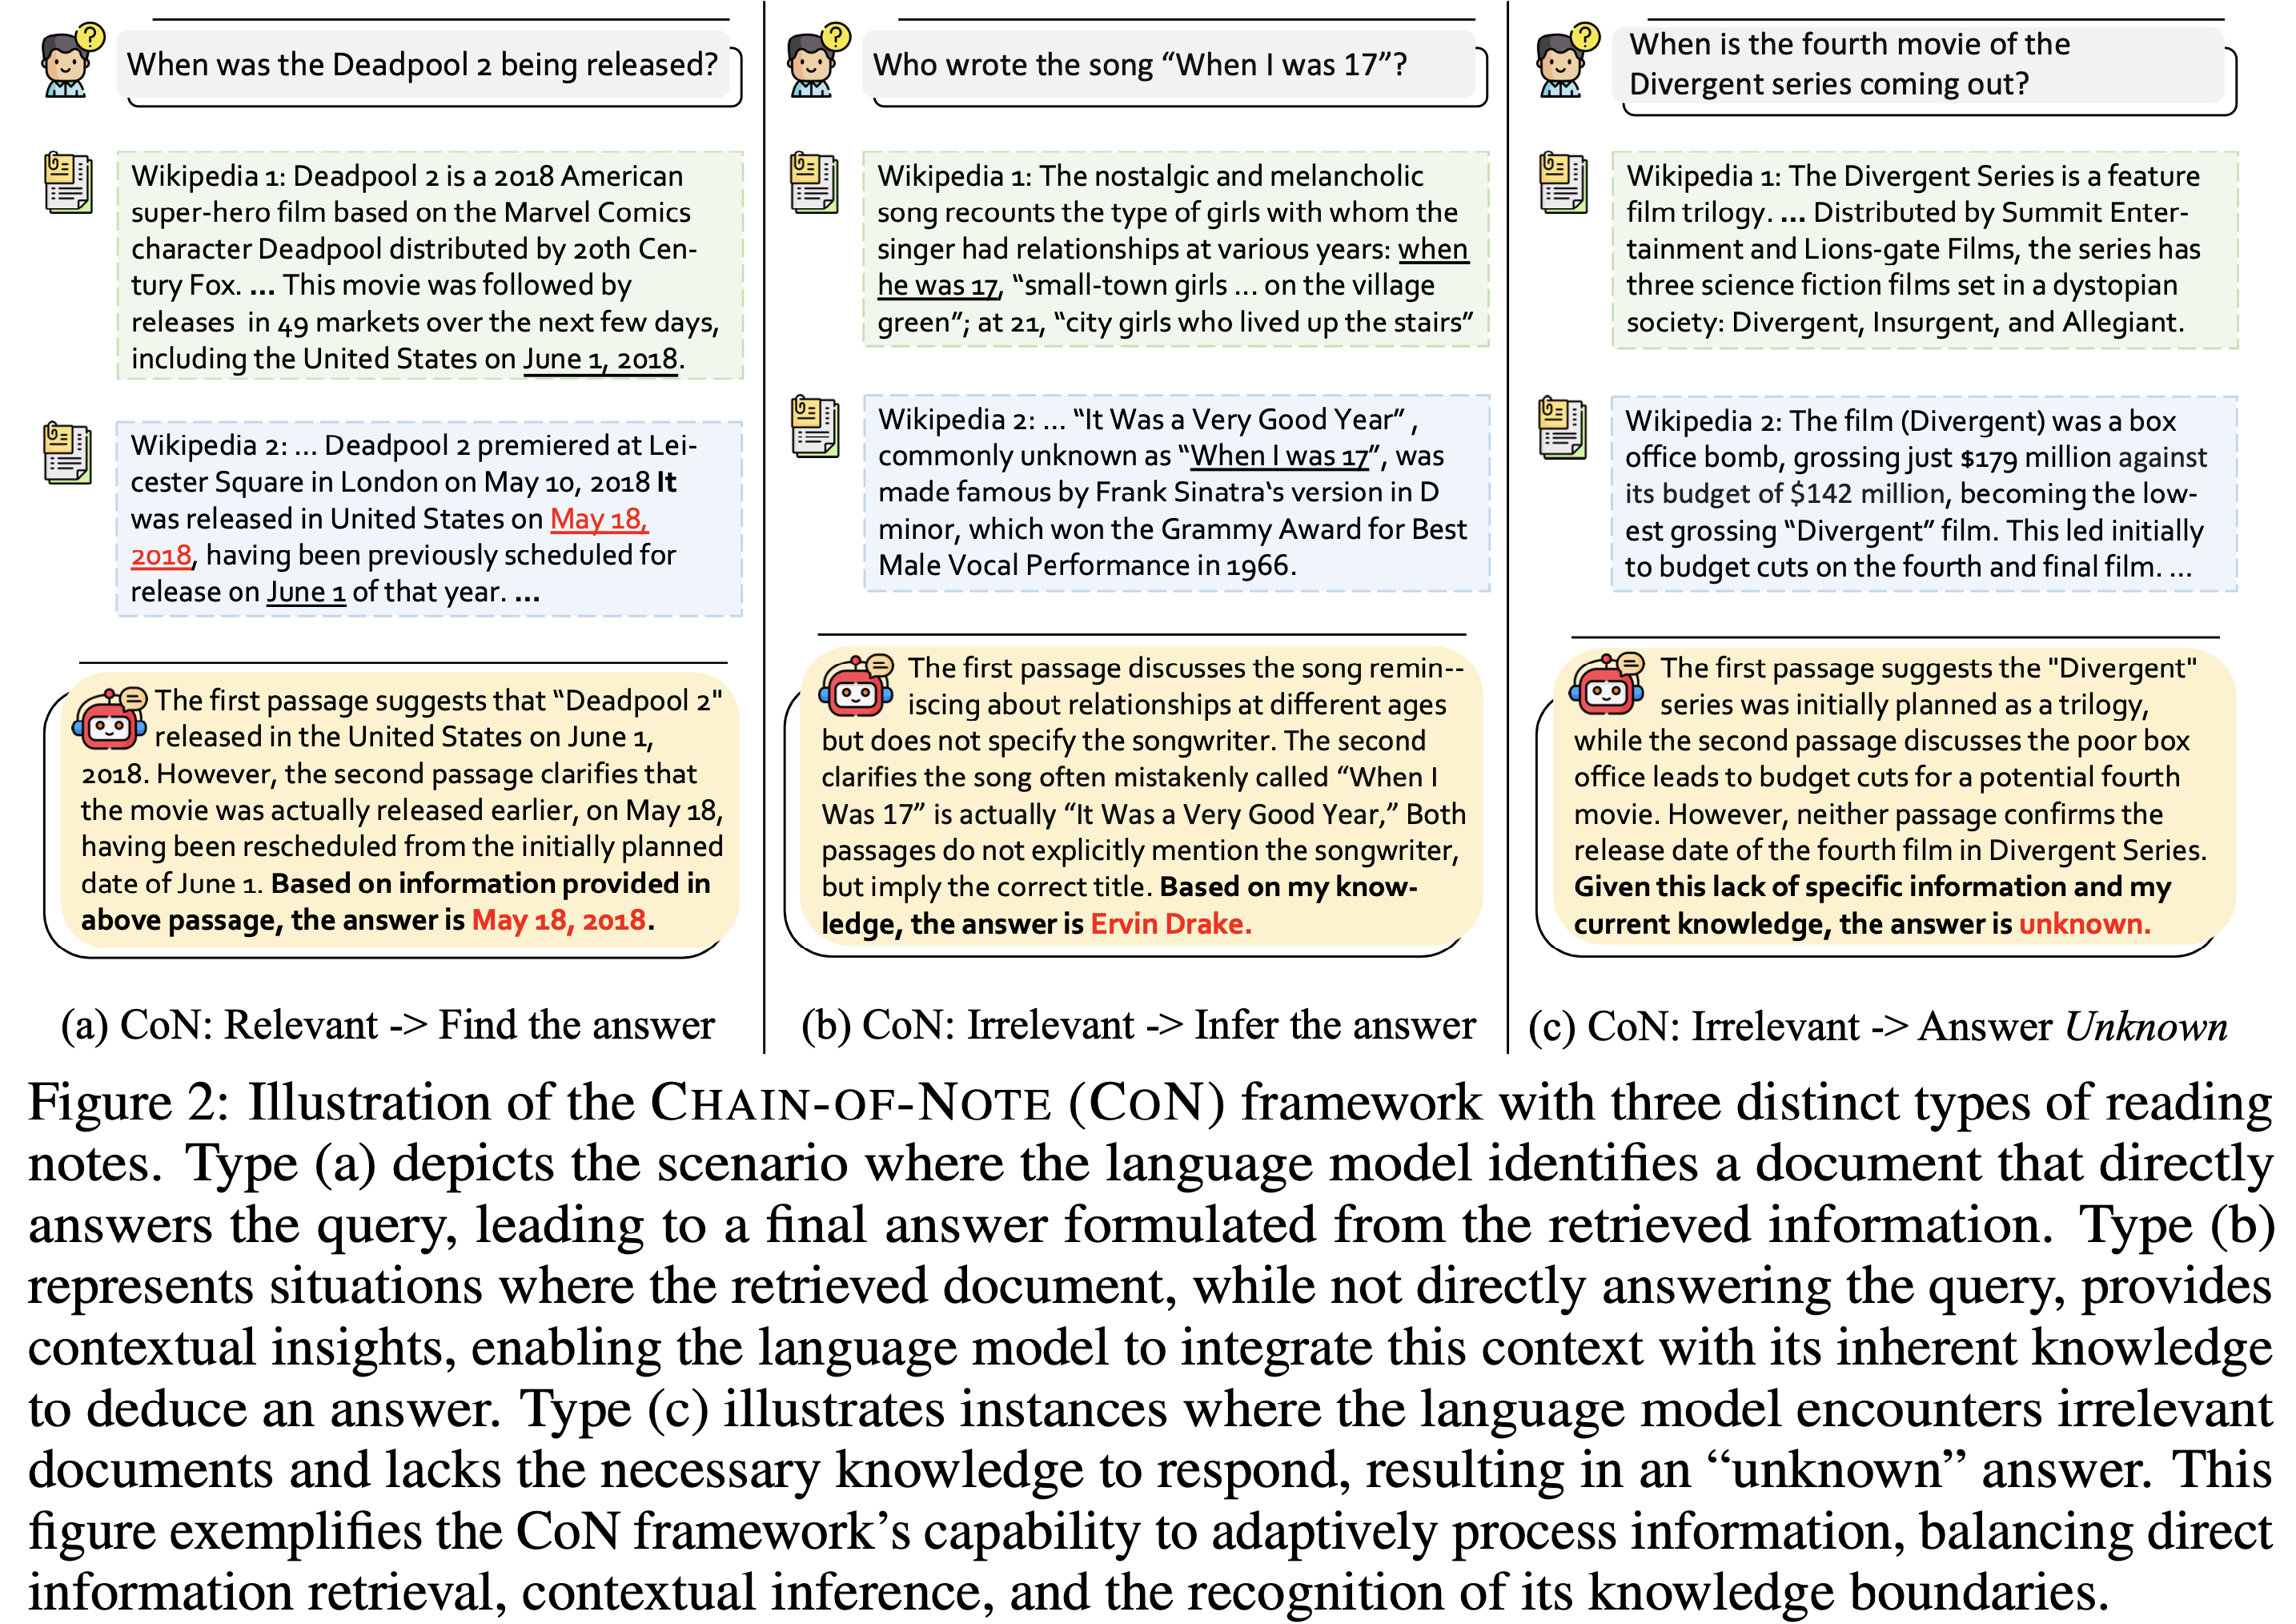 When was the Deadpool 2 being released?
Wikipedia 1: Deadpool 2 is a 2018 American
super-hero film based on the Marvel Comics
character Deadpool distributed by 20th Cen-
tury Fox. ... This movie was followed by
releases in 49 markets over the next few days,
including the United States on June 1, 2018.
Wikipedia 2: ... Deadpool 2 premiered at Lei-
cester Square in London on May 10, 2018 It
was released in United States on May 18,
2018, having been previously scheduled for
release on June 1 of that year. ...
The first passage suggests that “Deadpool 2"
released in the United States on June 1,
2018. However, the second passage clarifies that
the movie was actually released earlier, on May 18,
having been rescheduled from the initially planned
date of June 1. Based on information provided in
above passage, the answer is May 18, 2018.
(a) CoN: Relevant -> Find the answer
Who wrote the song “When I was 17”?
Wikipedia 1: The nostalgic and melancholic
song recounts the type of girls with whom the
singer had relationships at various years: when
he was 17, “small-town girls ... on the village
green”; at 21, “city girls who lived up the stairs”
Wikipedia 2: ... “It Was a Very Good Year” ,
commonly unknown as “When I was 17”, was
made famous by Frank Sinatra‘s version in D
minor, which won the Grammy Award for Best
Male Vocal Performance in 1966.
The first passage discusses the song remin--
iscing about relationships at different ages
but does not specify the songwriter. The second
clarifies the song often mistakenly called “When I
Was 17” is actually “It Was a Very Good Year,” Both
passages do not explicitly mention the songwriter,
but imply the correct title. Based on my know-
ledge, the answer is Ervin Drake.
(b) CoN: Irrelevant -> Infer the answer
When is the fourth movie of the
Divergent series coming out?
Wikipedia 1: The Divergent Series is a feature
film trilogy. ... Distributed by Summit Enter-
tainment and Lions-gate Films, the series has
three science fiction films set in a dystopian
society: Divergent, Insurgent, and Allegiant.
Wikipedia 2: The film (Divergent) was a box
office bomb, grossing just $179 million against
its budget of $142 million, becoming the low-
est grossing “Divergent” film. This led initially
to budget cuts on the fourth and final film. ...
The first passage suggests the "Divergent"
series was initially planned as a trilogy,
while the second passage discusses the poor box
office leads to budget cuts for a potential fourth
movie. However, neither passage confirms the
release date of the fourth film in Divergent Series.
Given this lack of specific information and my
current knowledge, the answer is unknown.
(c) CoN: Irrelevant -> Answer Unknown
Figure 2: Illustration of the CHAIN-OF-NOTE (CON) framework with three distinct types of reading
notes. Type (a) depicts the scenario where the language model identifies a document that directly
answers the query, leading to a final answer formulated from the retrieved information. Type (b)
represents situations where the retrieved document, while not directly answering the query, provides
contextual insights, enabling the language model to integrate this context with its inherent knowledge
to deduce an answer. Type (c) illustrates instances where the language model encounters irrelevant
documents and lacks the necessary knowledge to respond, resulting in an “unknown” answer. This
figure exemplifies the CON framework’s capability to adaptively process information, balancing direct
information retrieval, contextual inference, and the recognition of its knowledge boundaries.